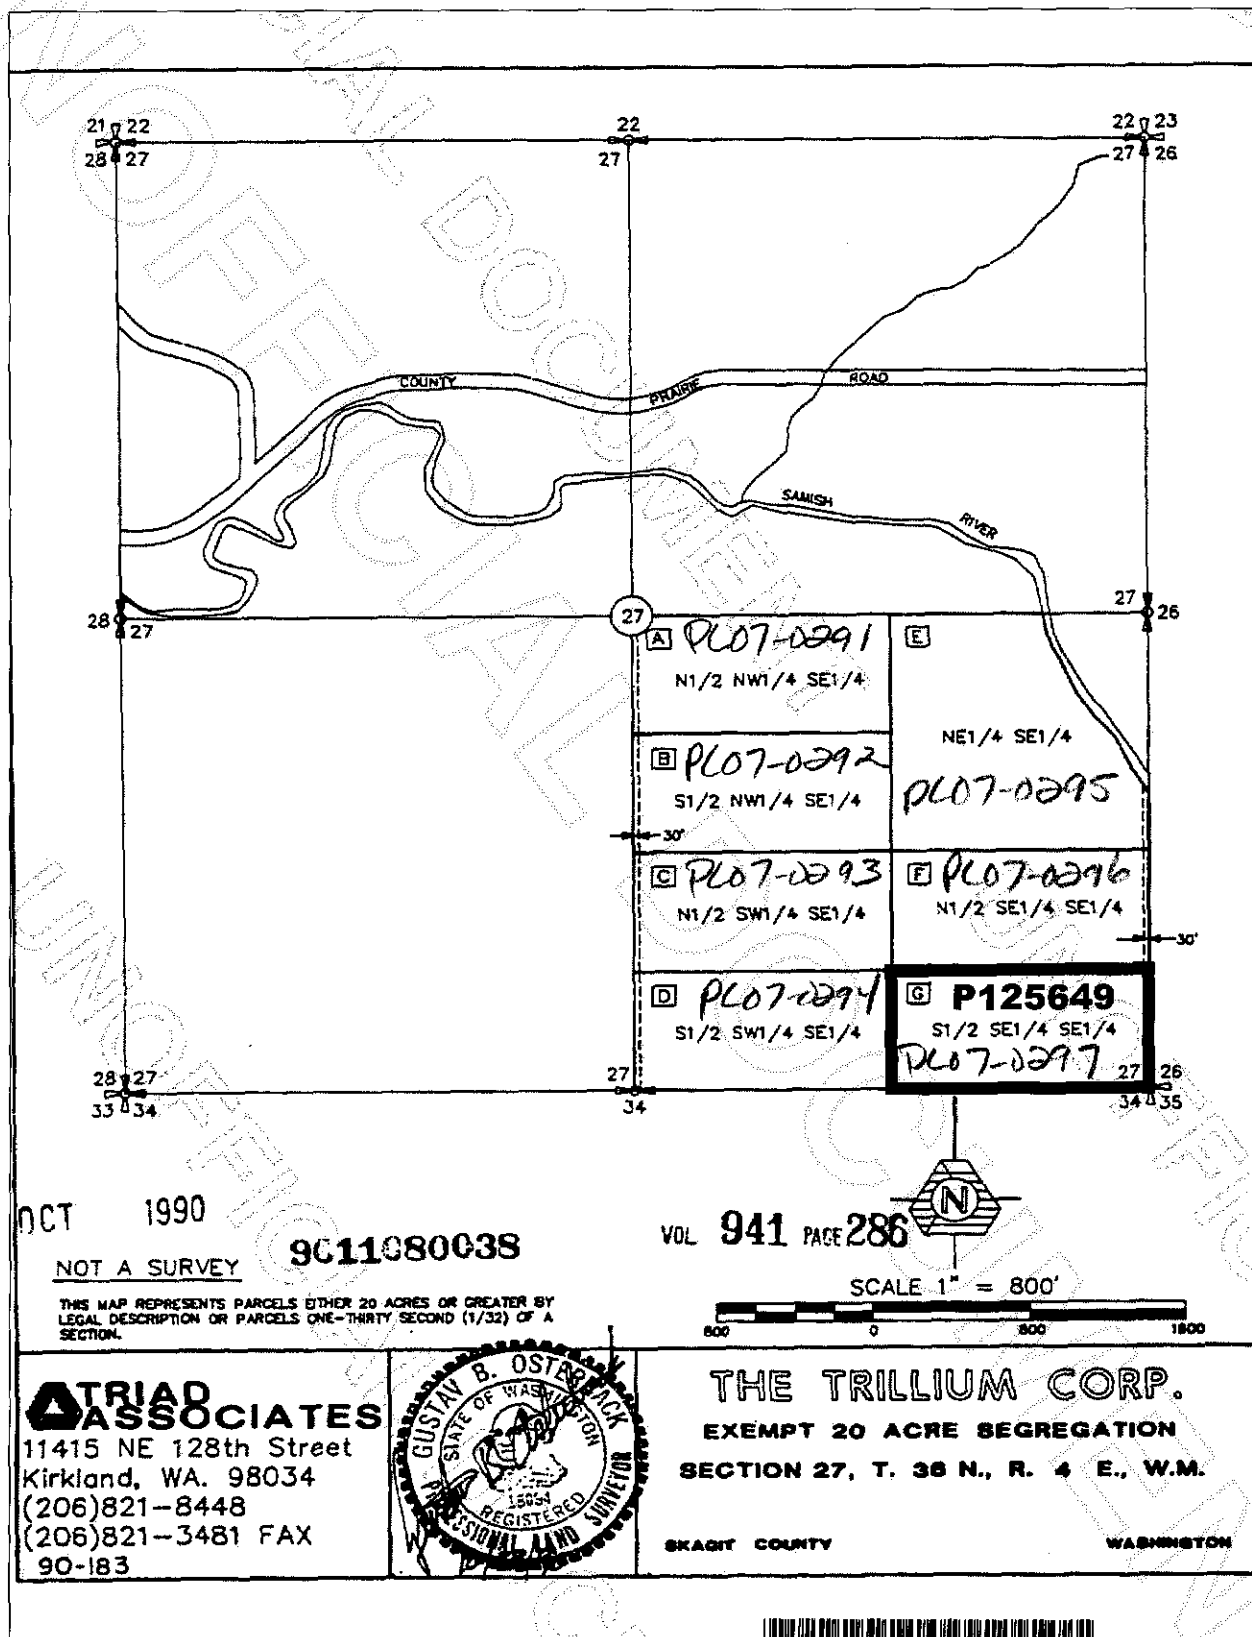 21 22
28 27
22
27
22 23
27 26
COUNTY
PRAIRIE
ROAD
SAMISH
RIVER
28
27
27
27 26
A PL07-0291
N1/2 NW1/4 SE1/4
E
NE1/4 SE1/4
PL07-0295
B PL07-0292
S1/2 NW1/4 SE1/4
30'
C PL07-0293
N1/2 SW1/4 SE1/4
F PL07-0296
N1/2 SE1/4 SE1/4
30'
D PL07-0294
S1/2 SW1/4 SE1/4
G P125649
S1/2 SE1/4 SE1/4
PL07-0297
28 27
33 34
27
34
27 26
34 35
N
OCT 1990
9011080038
VOL 941 PAGE 286
NOT A SURVEY
THIS MAP REPRESENTS PARCELS EITHER 20 ACRES OR GREATER BY
LEGAL DESCRIPTION OR PARCELS ONE-THIRTY SECOND (1/32) OF A
SECTION.
SCALE 1" = 800'
800 0 800 1600
TRIAD
ASSOCIATES
11415 NE 128th Street
Kirkland, WA. 98034
(206)821-8448
(206)821-3481 FAX
90-183
GUSTAV B. OSTERBACK
STATE OF WASHINGTON
REGISTERED
PROFESSIONAL LAND SURVEYOR
THE TRILLIUM CORP.
EXEMPT 20 ACRE SEGREGATION
SECTION 27, T. 36 N., R. 4 E., W.M.
SKAGIT COUNTY WASHINGTON
UNOFFICIAL DOCUMENT